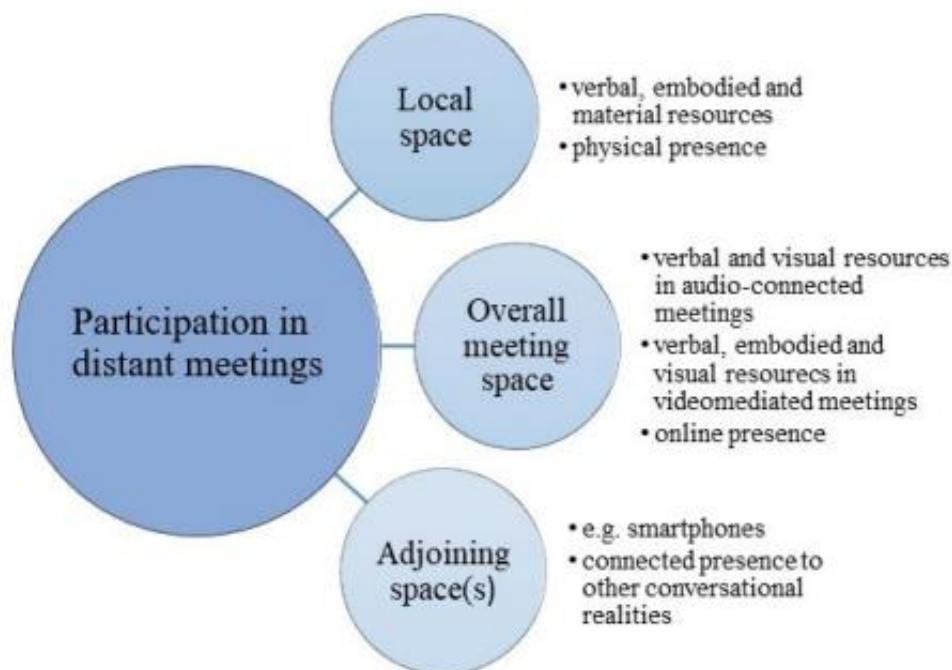 Local
space
• verbal, embodied and
material resources
• physical presence
Participation in
distant meetings
Overall
meeting
space
• verbal and visual resources
in audio-connected
meetings
• verbal, embodied and
visual resourecs in
videomediated meetings
• online presence
Adjoining
space(s)
• e.g. smartphones
• connected presence to
other conversational
realities